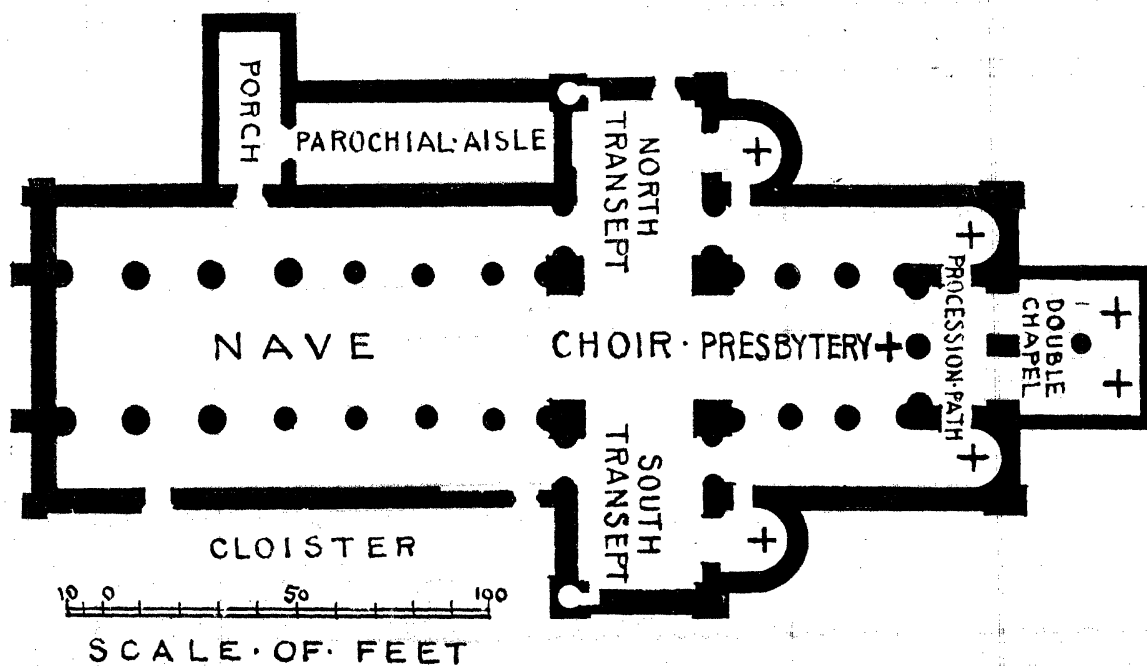 PORCH
PAROCHIAL·AISLE
NORTH
TRANSEPT
NAVE
CHOIR·PRESBYTERY
PROCESSION·PATH
DOUBLE
CHAPEL
SOUTH
TRANSEPT
CLOISTER
10 0 50 100
SCALE·OF·FEET